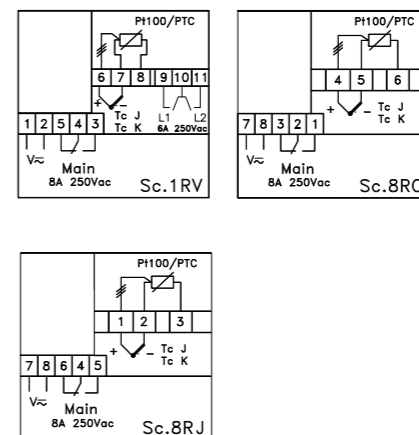 Pt100/PTC
6 7 8 9 10 11
+ - Tc J L1 L2
Tc K 6A 250Vac
1 2 5 4 3
V≂
Main
8A 250Vac
Sc.1RV
Pt100/PTC
4 5 6
+ - Tc J
Tc K
7 8 3 2 1
V≂
Main
8A 250Vac
Sc.8RO
Pt100/PTC
1 2 3
+ - Tc J
Tc K
7 8 6 4 5
V≂
Main
8A 250Vac
Sc.8RJ